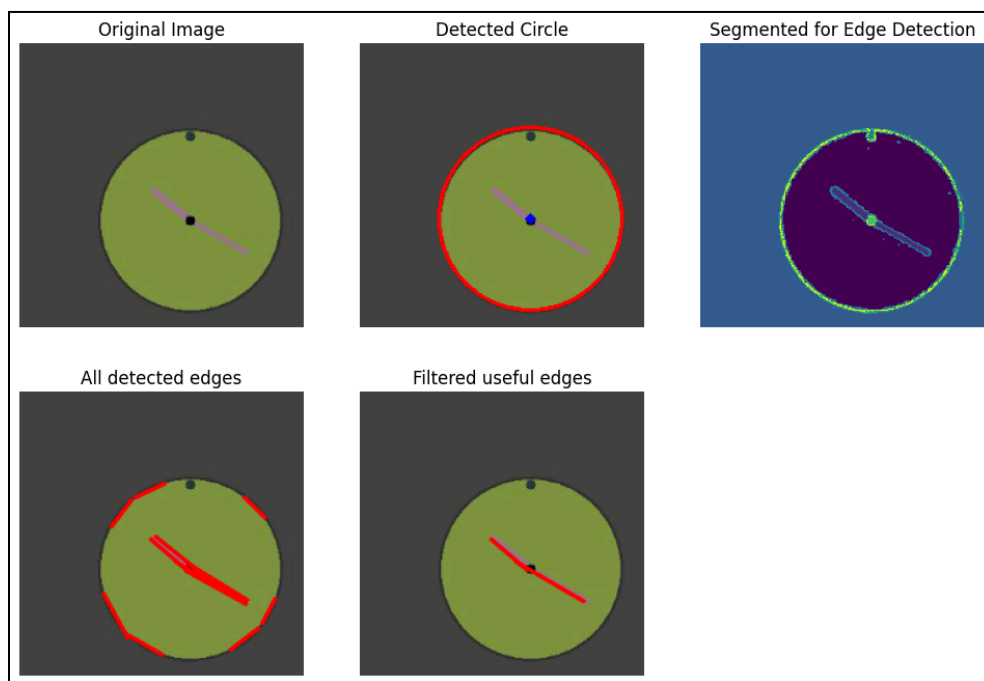 Original Image
Detected Circle
Segmented for Edge Detection
All detected edges
Filtered useful edges